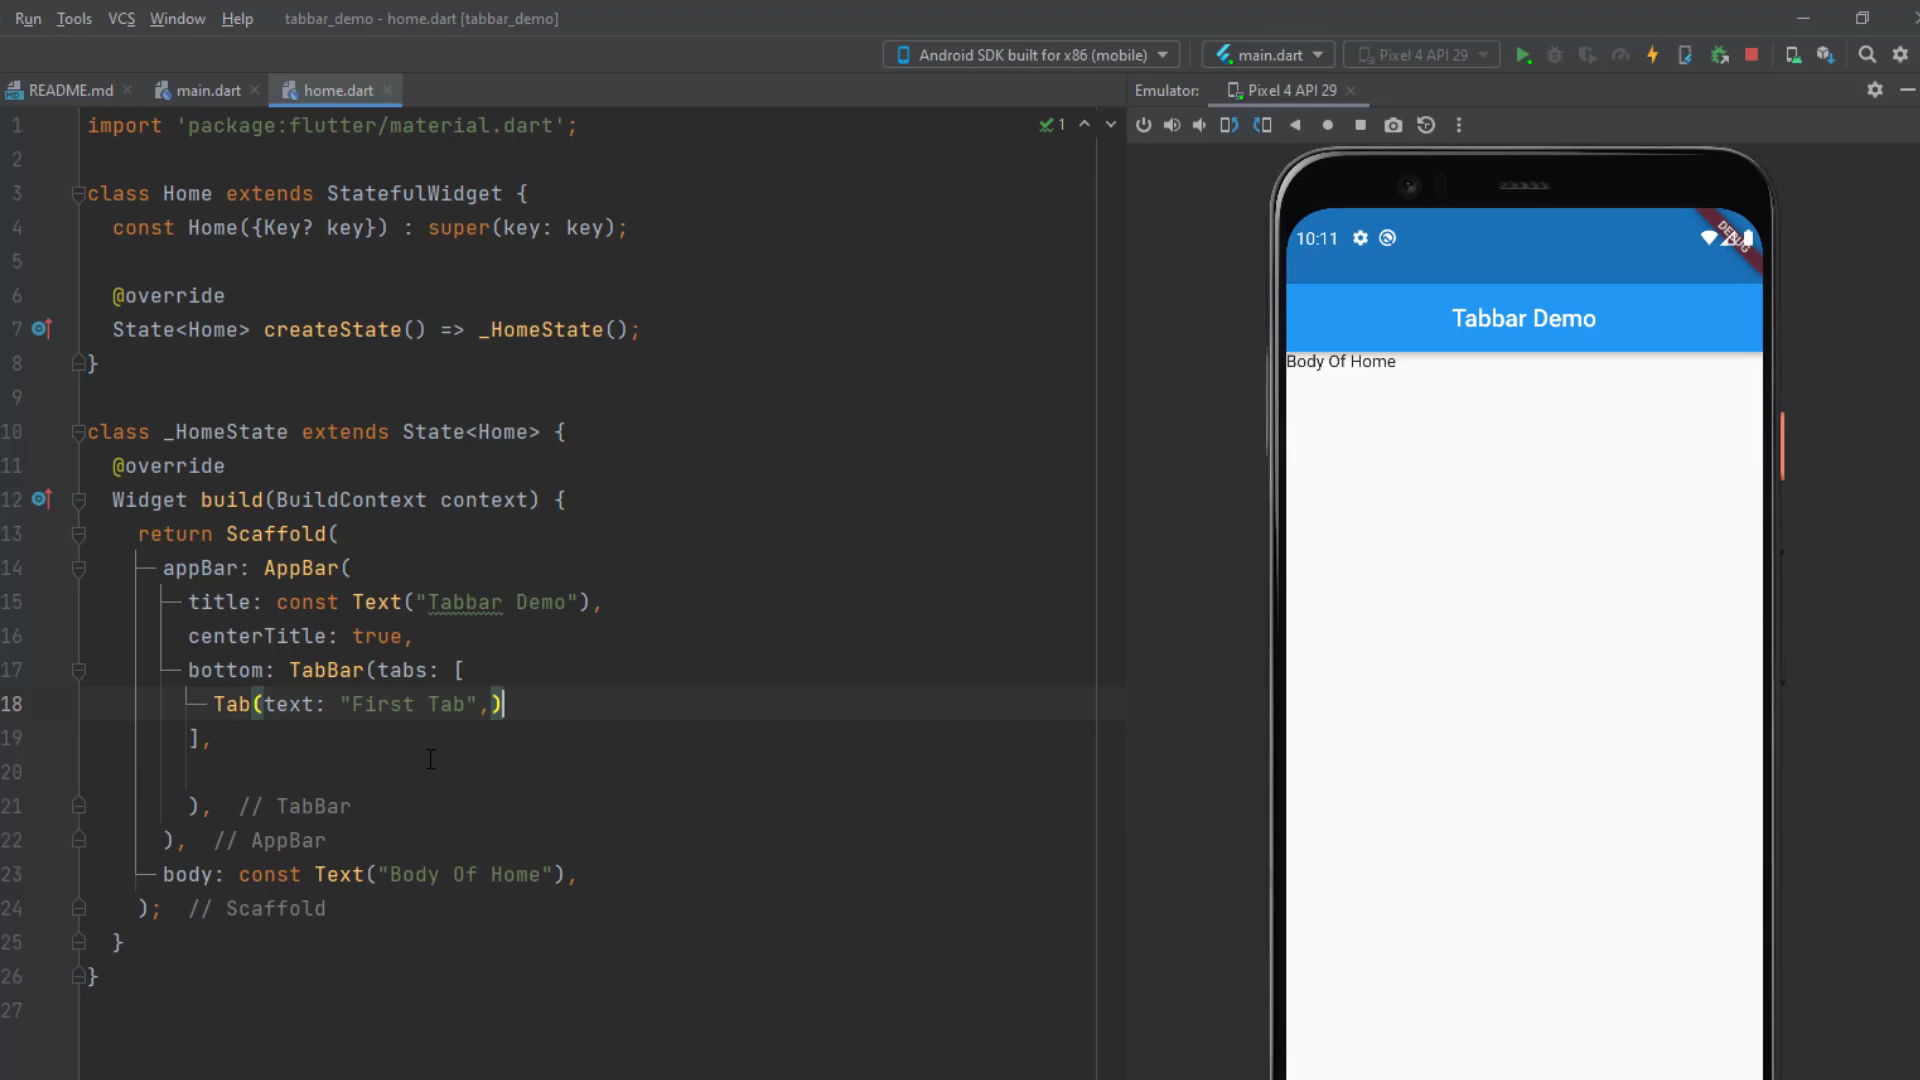 Run Tools VCS Window Help tabbar_demo - home.dart [tabbar_demo]
Android SDK built for x86 (mobile) main.dart Pixel 4 API 29
README.md main.dart home.dart Emulator: Pixel 4 API 29
1 import 'package:flutter/material.dart'; 1
2
3 class Home extends StatefulWidget {
4 const Home({Key? key}) : super(key: key);
5
6 @override
7 State<Home> createState() => _HomeState();
8 }
9
10 class _HomeState extends State<Home> {
11 @override
12 Widget build(BuildContext context) {
13 return Scaffold(
14 appBar: AppBar(
15 title: const Text("Tabbar Demo"),
16 centerTitle: true,
17 bottom: TabBar(tabs: [
18 Tab(text: "First Tab",)
19 ],
20
21 ), // TabBar
22 ), // AppBar
23 body: const Text("Body Of Home"),
24 ); // Scaffold
25 }
26 }
27
10:11
DEBUG
Tabbar Demo
Body Of Home